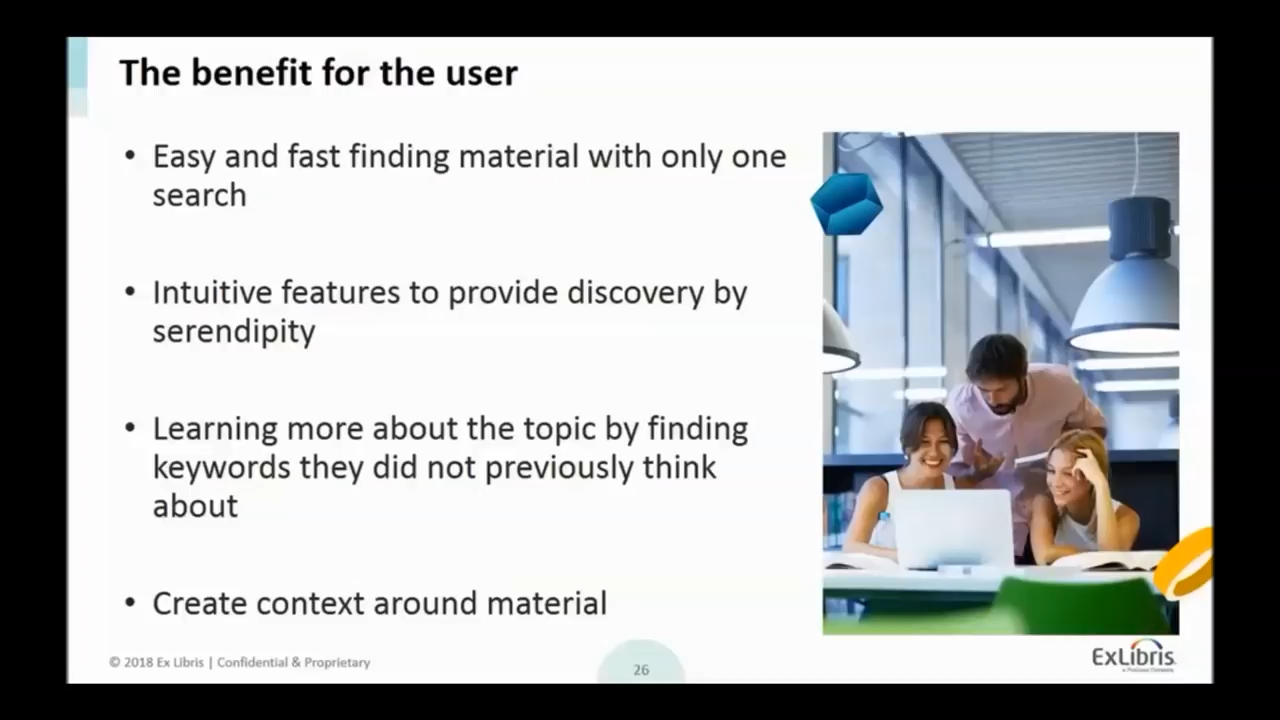 The benefit for the user
• Easy and fast finding material with only one
search
• Intuitive features to provide discovery by
serendipity
• Learning more about the topic by finding
keywords they did not previously think
about
• Create context around material
© 2018 Ex Libris | Confidential & Proprietary
26
ExLibris